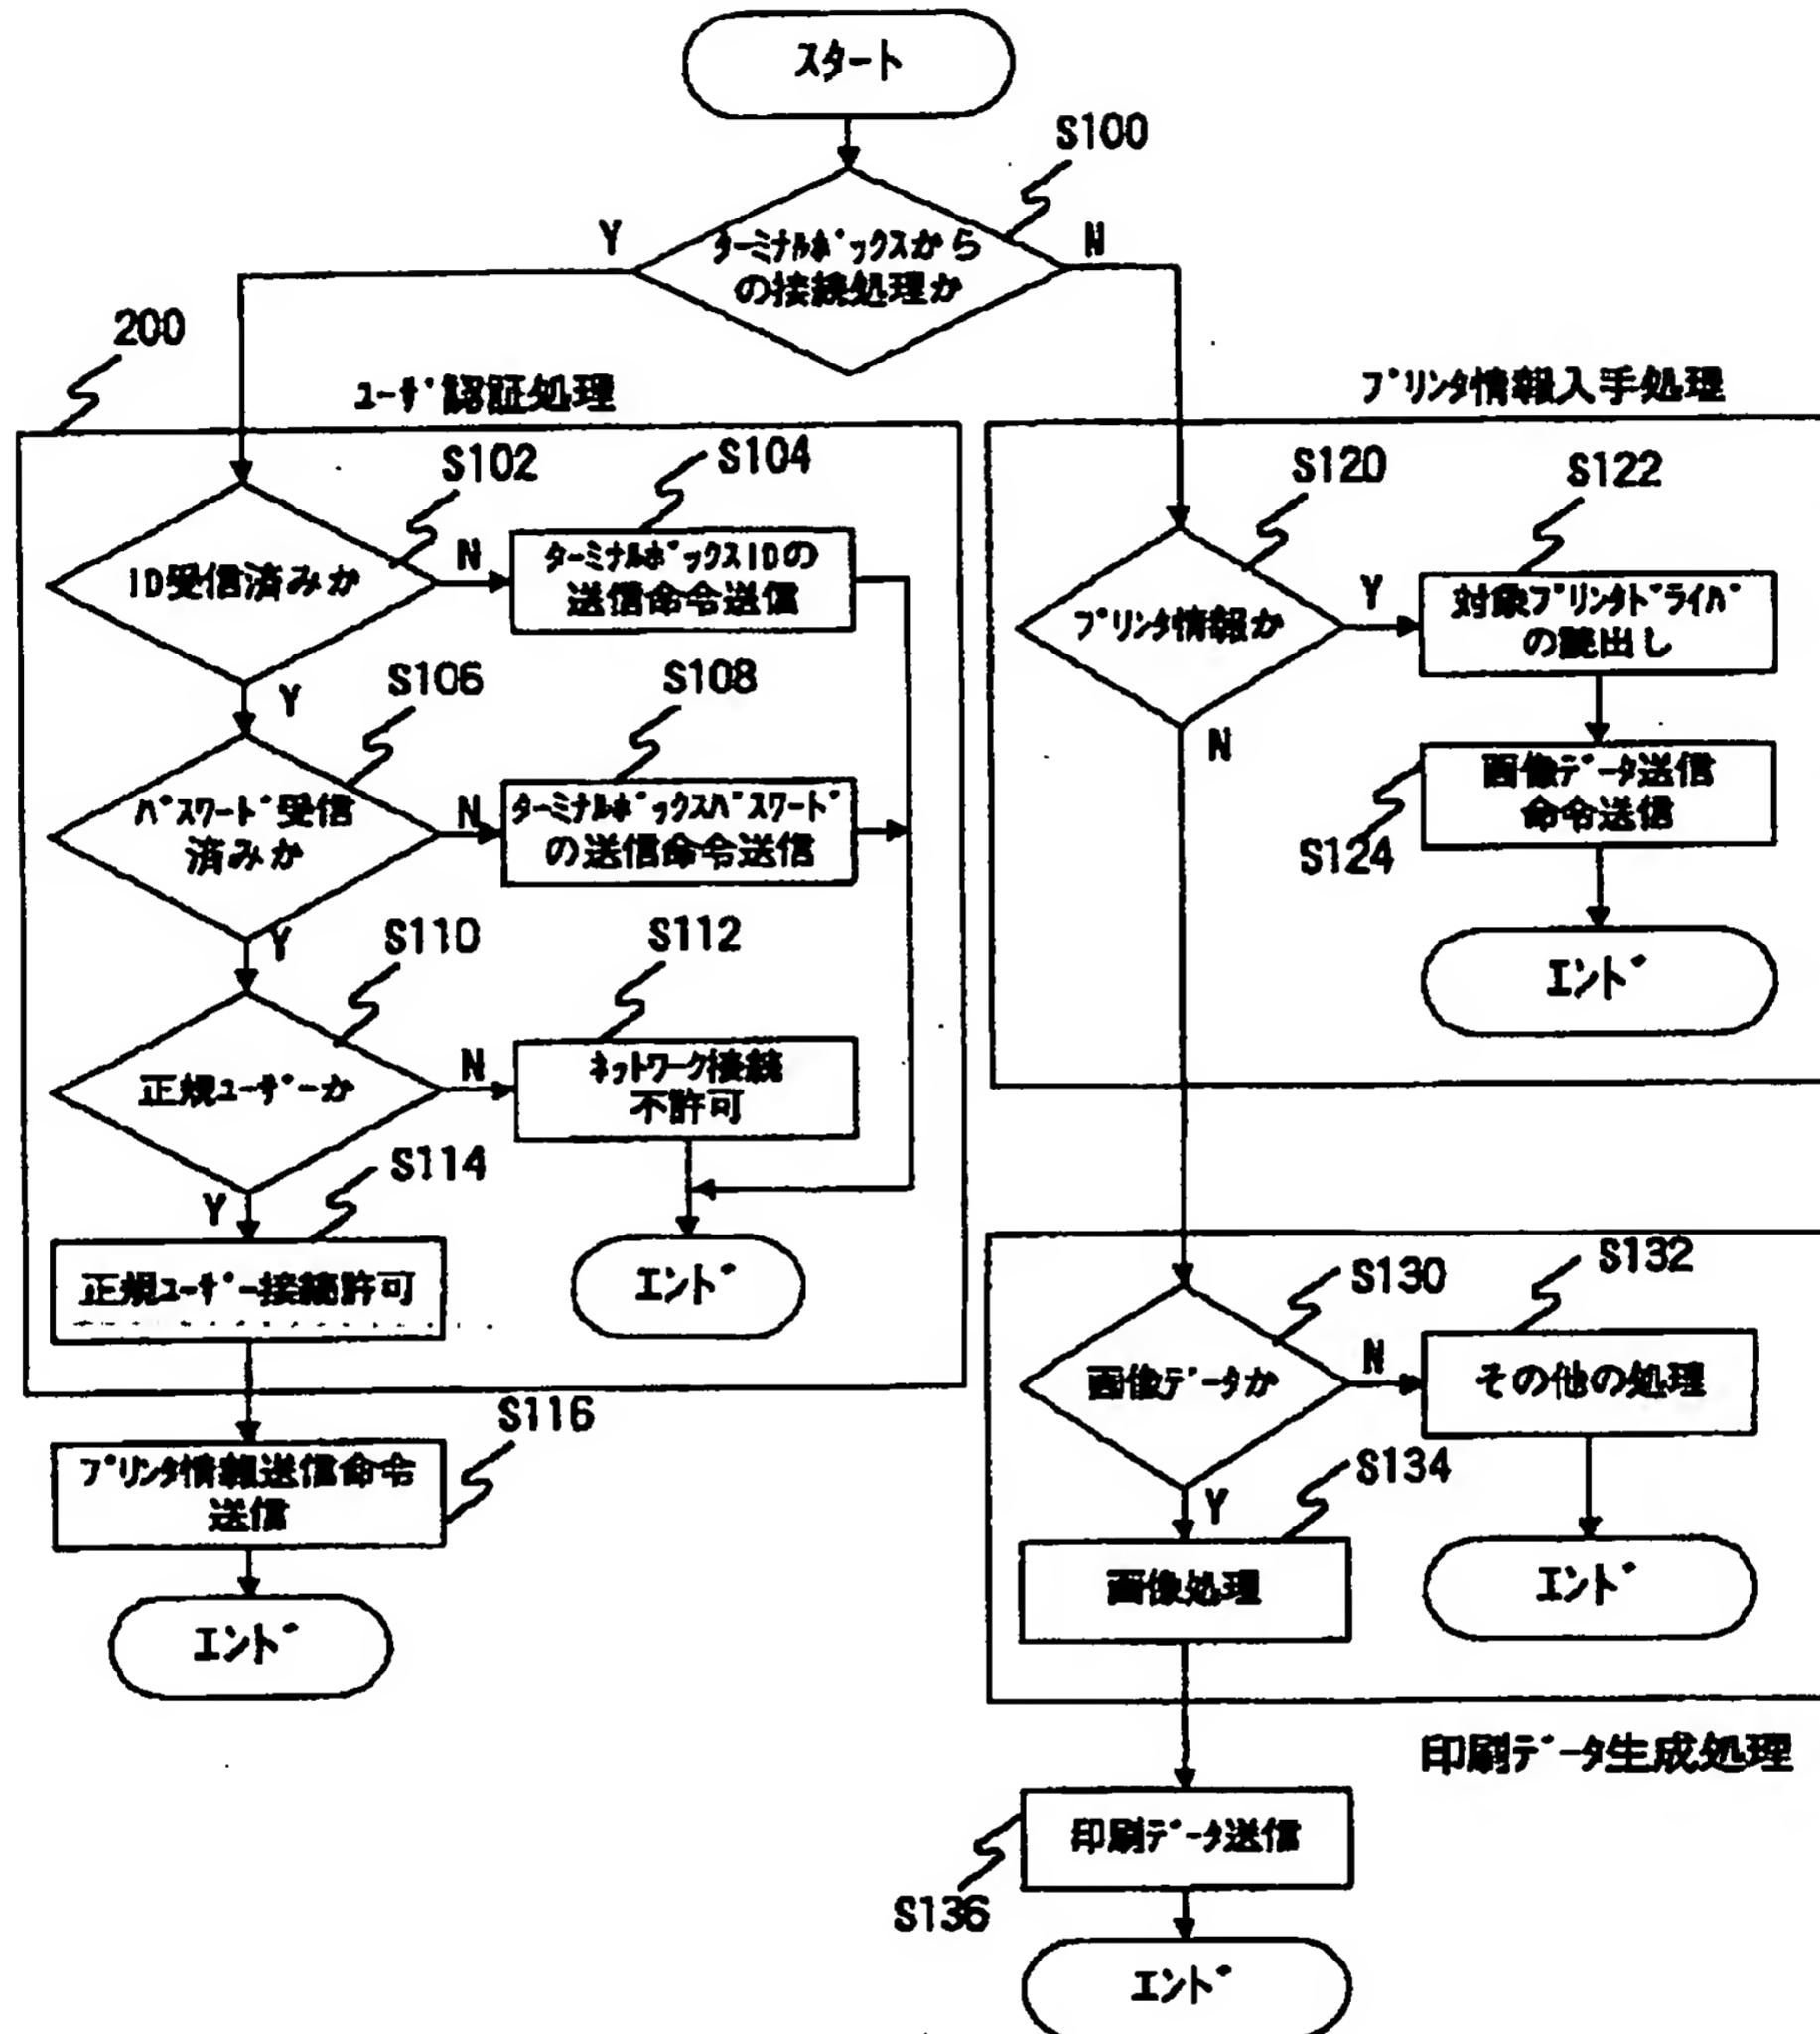 スタート
S100
Y
N
ﾀｰﾐﾅﾙﾎﾞｯｸｽから
の接続処理か
200
ﾕｰｻﾞ認証処理
S102
S104
ID受信済みか
N
ﾀｰﾐﾅﾙﾎﾞｯｸｽIDの
送信命令送信
Y
S106
S108
ﾊﾟｽﾜｰﾄﾞ受信
済みか
N
ﾀｰﾐﾅﾙﾎﾞｯｸｽﾊﾟｽﾜｰﾄﾞ
の送信命令送信
Y
S110
S112
正規ﾕｰｻﾞｰか
N
ﾈｯﾄﾜｰｸ接続
不許可
Y
S114
正規ﾕｰｻﾞｰ接続許可
ｴﾝﾄﾞ
S116
ﾌﾟﾘﾝﾀ情報送信命令
送信
ｴﾝﾄﾞ
ﾌﾟﾘﾝﾀ情報入手処理
S120
S122
ﾌﾟﾘﾝﾀ情報か
Y
対象ﾌﾟﾘﾝﾀﾄﾞﾗｲﾊﾞ
の読出し
N
S124
画像ﾃﾞｰﾀ送信
命令送信
ｴﾝﾄﾞ
S130
S132
画像ﾃﾞｰﾀか
N
その他の処理
Y
S134
画像処理
ｴﾝﾄﾞ
印刷ﾃﾞｰﾀ生成処理
印刷ﾃﾞｰﾀ送信
S136
ｴﾝﾄﾞ